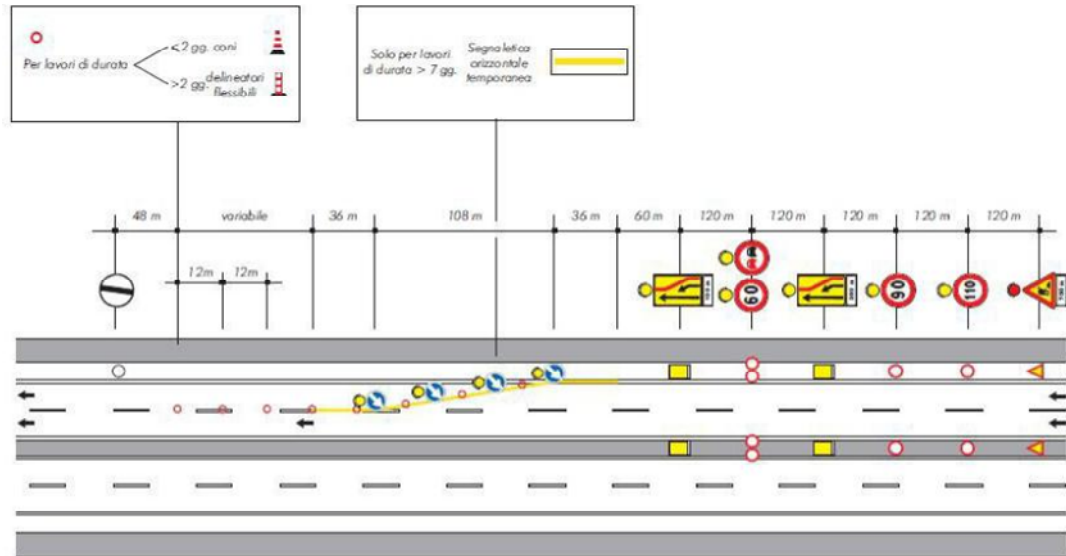 Per lavori di durata
<2 gg. coni
>2 gg. delineatori
flessibili
Solo per lavori
di durata > 7 gg.
Segnaletica
orizzontale
temporanea
48 m
variabile
36 m
108 m
36 m
60 m
120 m
120 m
120 m
120 m
120 m
12m
12m
60
90
110